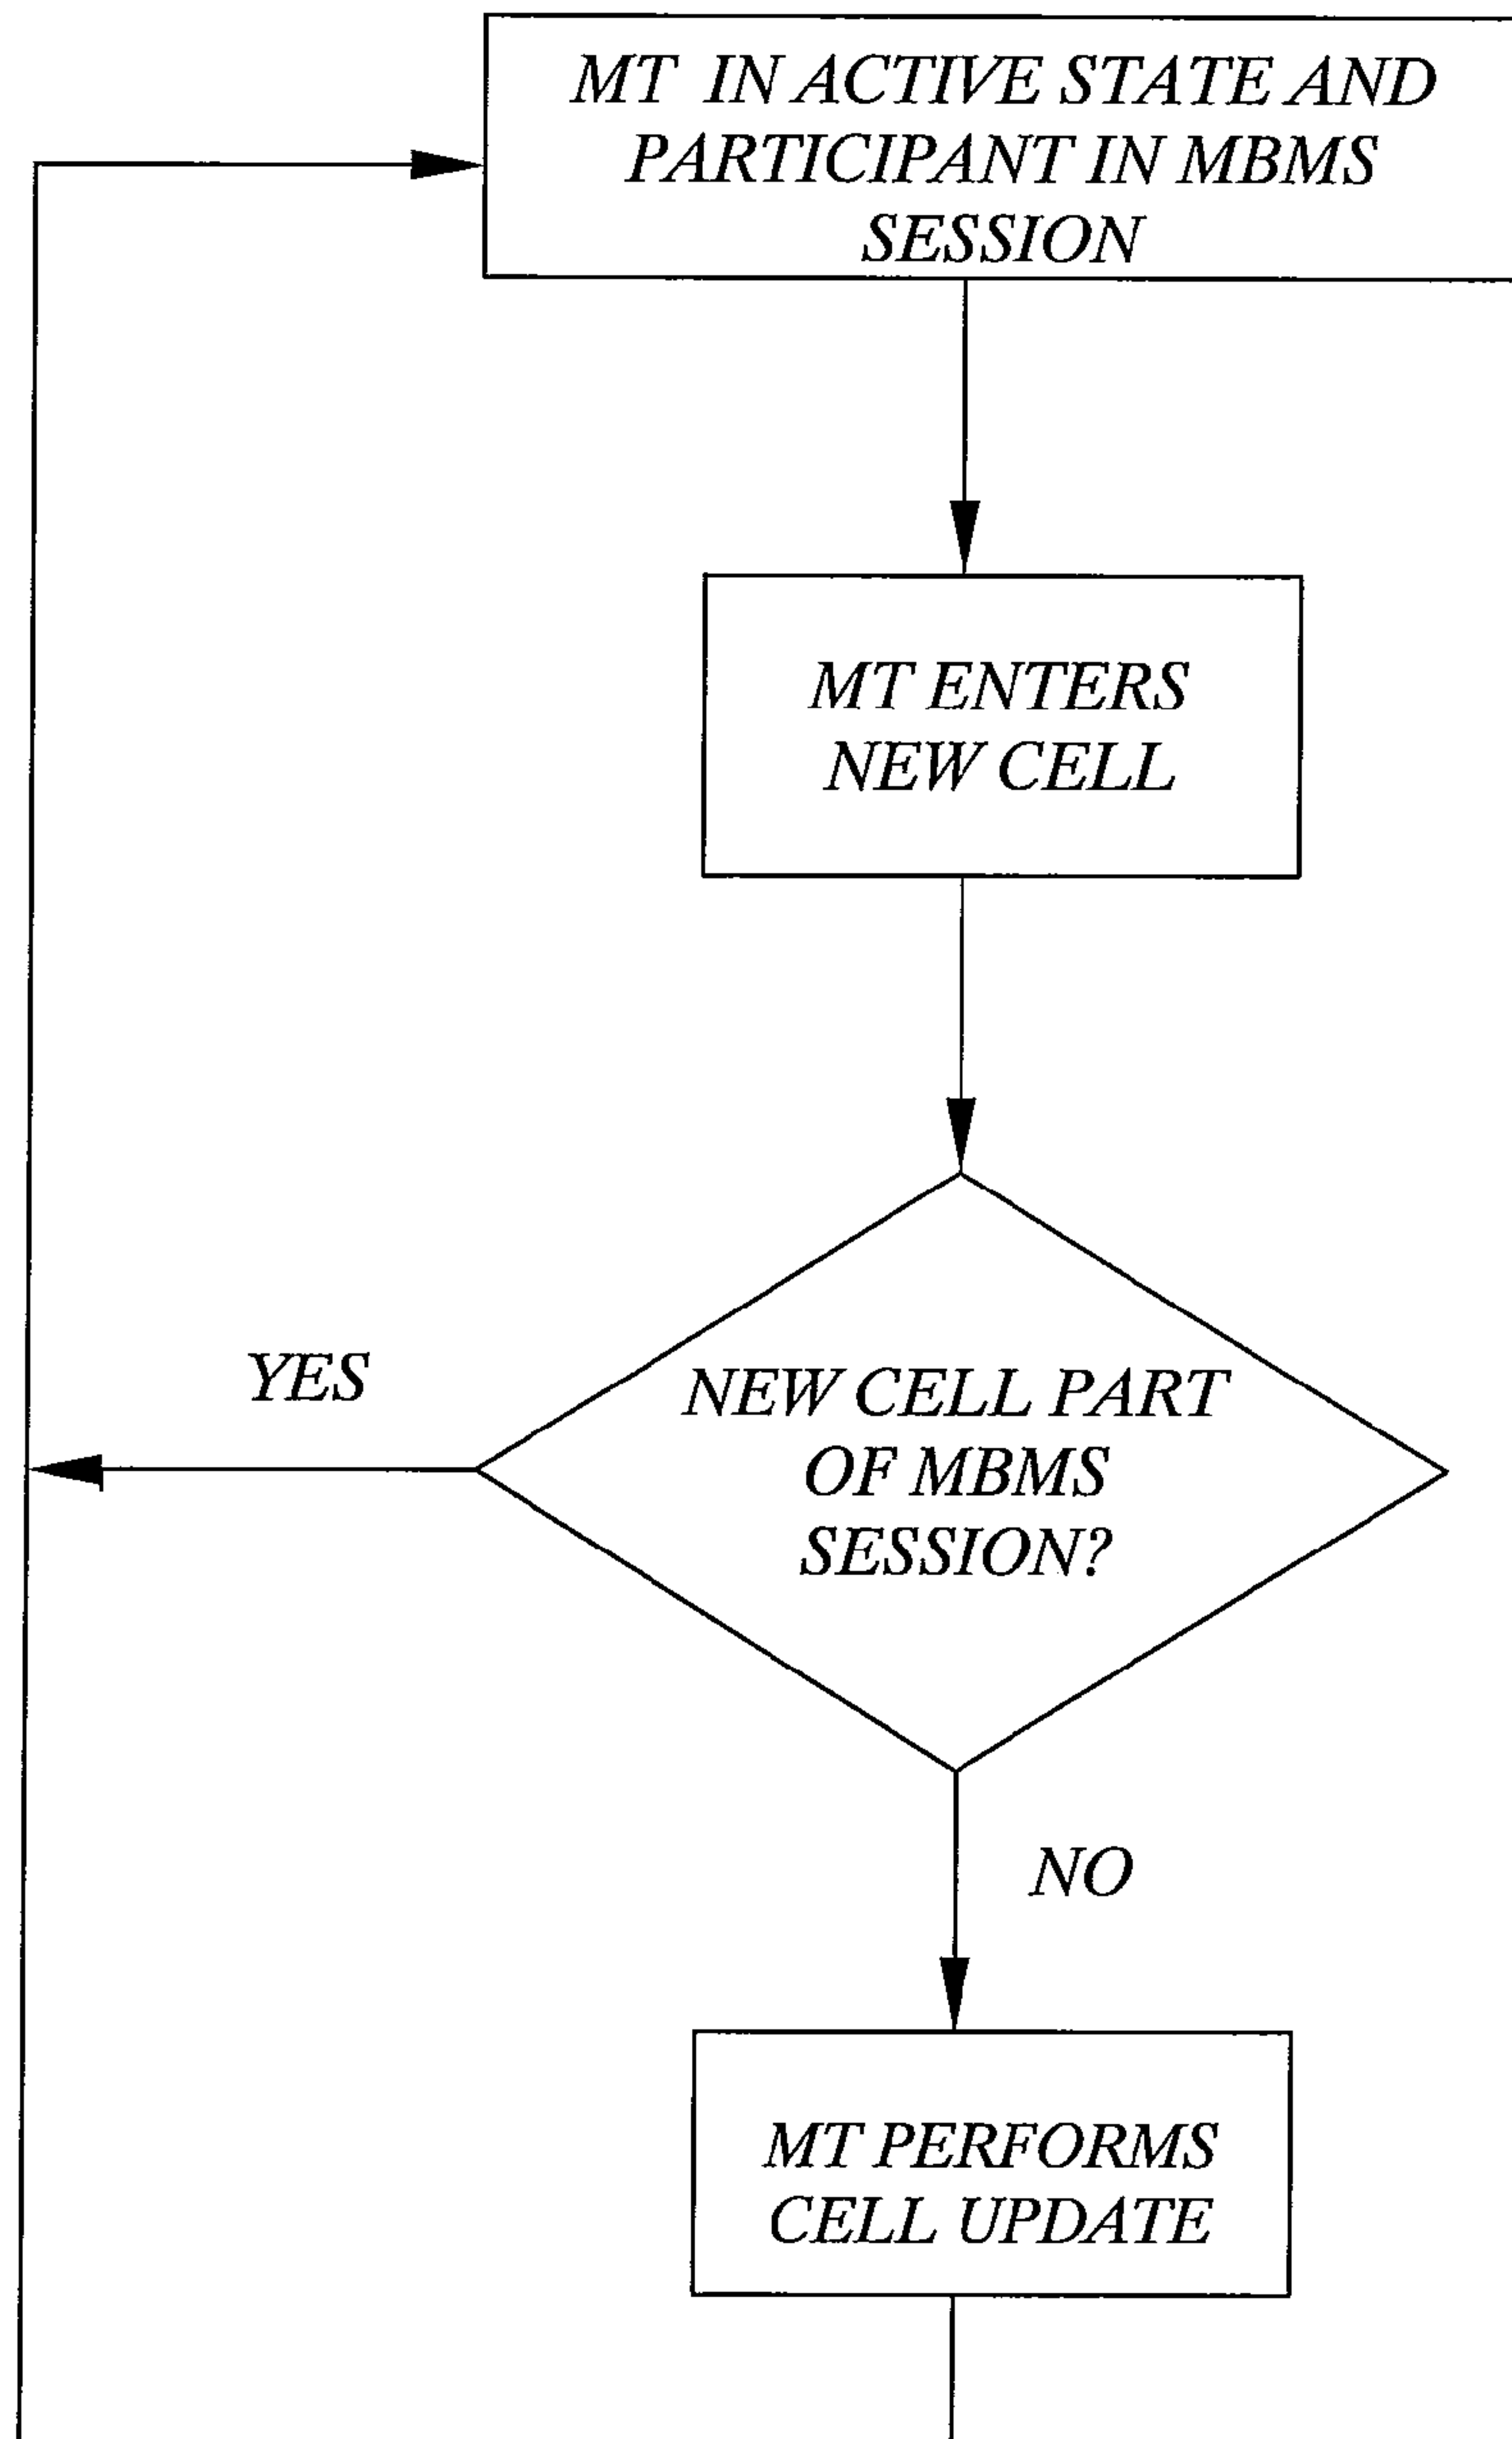 MT IN ACTIVE STATE AND
PARTICIPANT IN MBMS
SESSION
MT ENTERS
NEW CELL
YES
NEW CELL PART
OF MBMS
SESSION?
NO
MT PERFORMS
CELL UPDATE